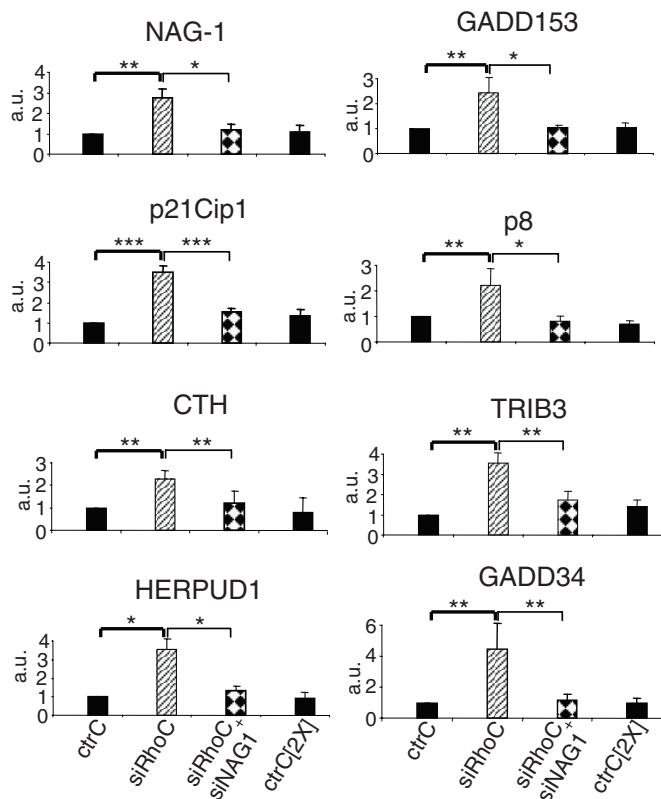 NAG-1
GADD153
** *
** *
a.u.
4
3
2
1
0
a.u.
3
2
1
0
p21Cip1
p8
*** ***
** *
a.u.
4
3
2
1
0
a.u.
3
2
1
0
CTH
TRIB3
** **
** **
a.u.
3
2
1
0
a.u.
4
3
2
1
0
HERPUD1
GADD34
* *
** **
a.u.
4
3
2
1
0
a.u.
6
4
2
0
ctrC
siRhoC
siRhoC+
siNAG1
ctrC[2X]
ctrC
siRhoC
siRhoC+
siNAG1
ctrC[2X]